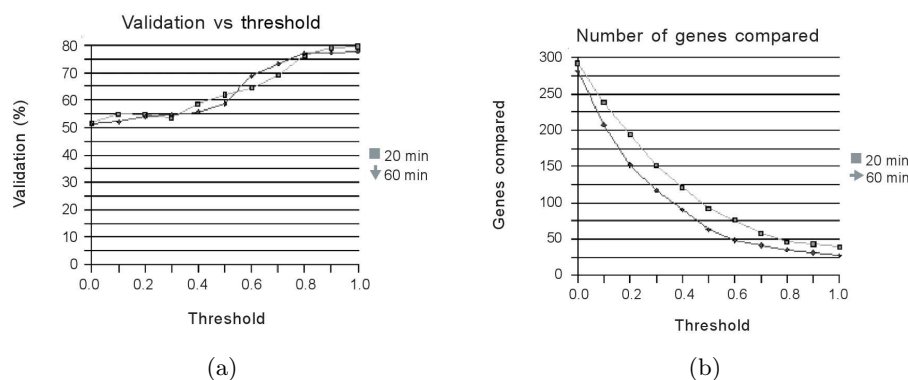 Validation vs threshold
80
70
60
50
40
30
20
10
0
Validation (%)
0.0 0.2 0.4 0.6 0.8 1.0
Threshold
20 min
60 min
(a)
Number of genes compared
300
250
200
150
100
50
0
Genes compared
0.0 0.2 0.4 0.6 0.8 1.0
Threshold
20 min
60 min
(b)